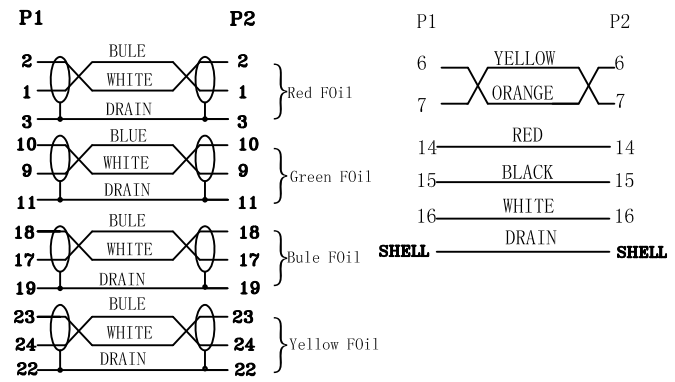 P1 P2
2 BULE 2
1 WHITE 1
3 DRAIN 3
Red FOil
10 BLUE 10
9 WHITE 9
11 DRAIN 11
Green FOil
18 BULE 18
17 WHITE 17
19 DRAIN 19
Bule FOil
23 BULE 23
24 WHITE 24
22 DRAIN 22
Yellow FOil
P1 P2
6 YELLOW 6
7 ORANGE 7
14 RED 14
15 BLACK 15
16 WHITE 16
SHELL DRAIN SHELL